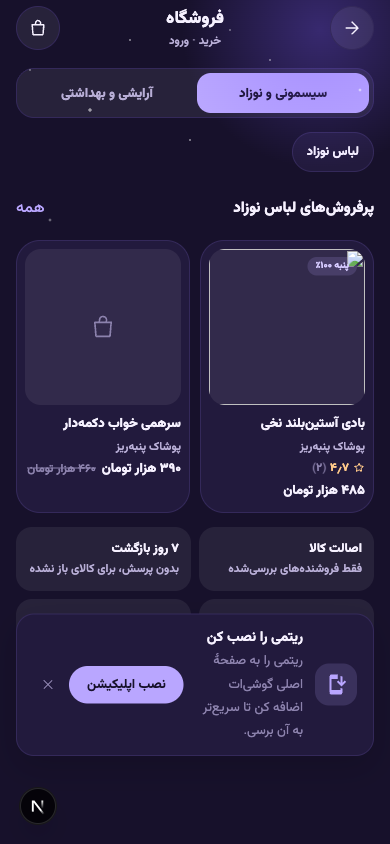 فروشگاه
خرید · ورود
سیسمونی و نوزاد
آرایشی و بهداشتی
لباس نوزاد
پرفروش‌های لباس نوزاد
همه
پنبه ۱۰۰٪
بادی آستین‌بلند نخی
پوشاک پنبه‌ریز
۴٫۷ (۲)
۴۸۵ هزار تومان
سرهمی خواب دکمه‌دار
پوشاک پنبه‌ریز
۳۹۰ هزار تومان ۴۶۰ هزار تومان
اصالت کالا
فقط فروشنده‌های بررسی‌شده
۷ روز بازگشت
بدون پرسش، برای کالای باز نشده
ریتمی را نصب کن
ریتمی را به صفحهٔ
اصلی گوشی‌ات
اضافه کن تا سریع‌تر
به آن برسی.
نصب اپلیکیشن
N